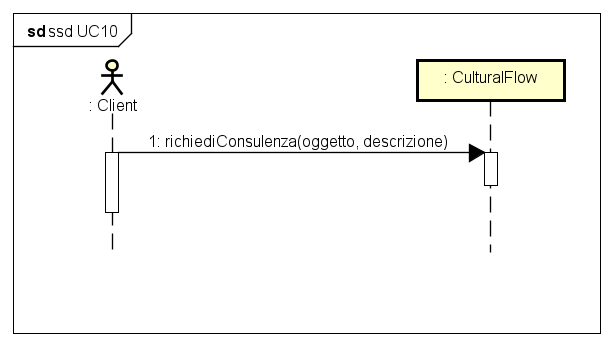 sd ssd UC10
: Client
: CulturalFlow
1: richiediConsulenza(oggetto, descrizione)